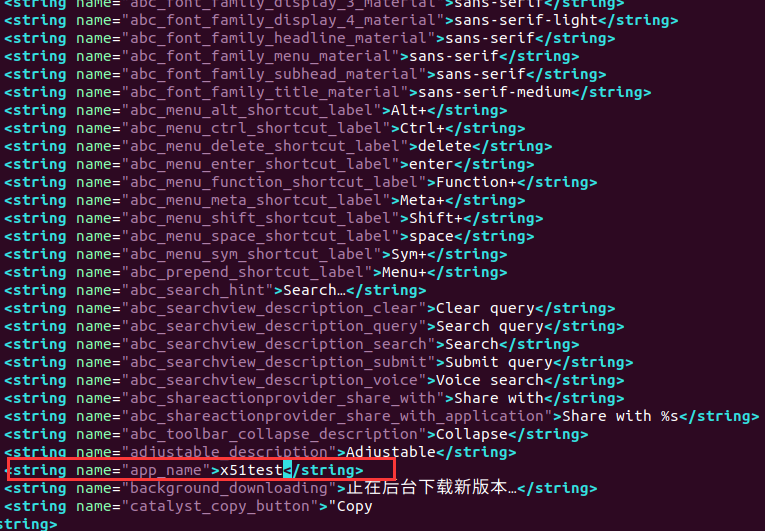 <string name="abc_font_family_display_3_material">sans-serif</string>
<string name="abc_font_family_display_4_material">sans-serif-light</string>
<string name="abc_font_family_headline_material">sans-serif</string>
<string name="abc_font_family_menu_material">sans-serif</string>
<string name="abc_font_family_subhead_material">sans-serif</string>
<string name="abc_font_family_title_material">sans-serif-medium</string>
<string name="abc_menu_alt_shortcut_label">Alt+</string>
<string name="abc_menu_ctrl_shortcut_label">Ctrl+</string>
<string name="abc_menu_delete_shortcut_label">delete</string>
<string name="abc_menu_enter_shortcut_label">enter</string>
<string name="abc_menu_function_shortcut_label">Function+</string>
<string name="abc_menu_meta_shortcut_label">Meta+</string>
<string name="abc_menu_shift_shortcut_label">Shift+</string>
<string name="abc_menu_space_shortcut_label">space</string>
<string name="abc_menu_sym_shortcut_label">Sym+</string>
<string name="abc_prepend_shortcut_label">Menu+</string>
<string name="abc_search_hint">Search…</string>
<string name="abc_searchview_description_clear">Clear query</string>
<string name="abc_searchview_description_query">Search query</string>
<string name="abc_searchview_description_search">Search</string>
<string name="abc_searchview_description_submit">Submit query</string>
<string name="abc_searchview_description_voice">Voice search</string>
<string name="abc_shareactionprovider_share_with">Share with</string>
<string name="abc_shareactionprovider_share_with_application">Share with %s</string>
<string name="abc_toolbar_collapse_description">Collapse</string>
<string name="adjustable_description">Adjustable</string>
<string name="app_name">x51test</string>
<string name="background_downloading">正在后台下载新版本…</string>
<string name="catalyst_copy_button">"Copy
string>